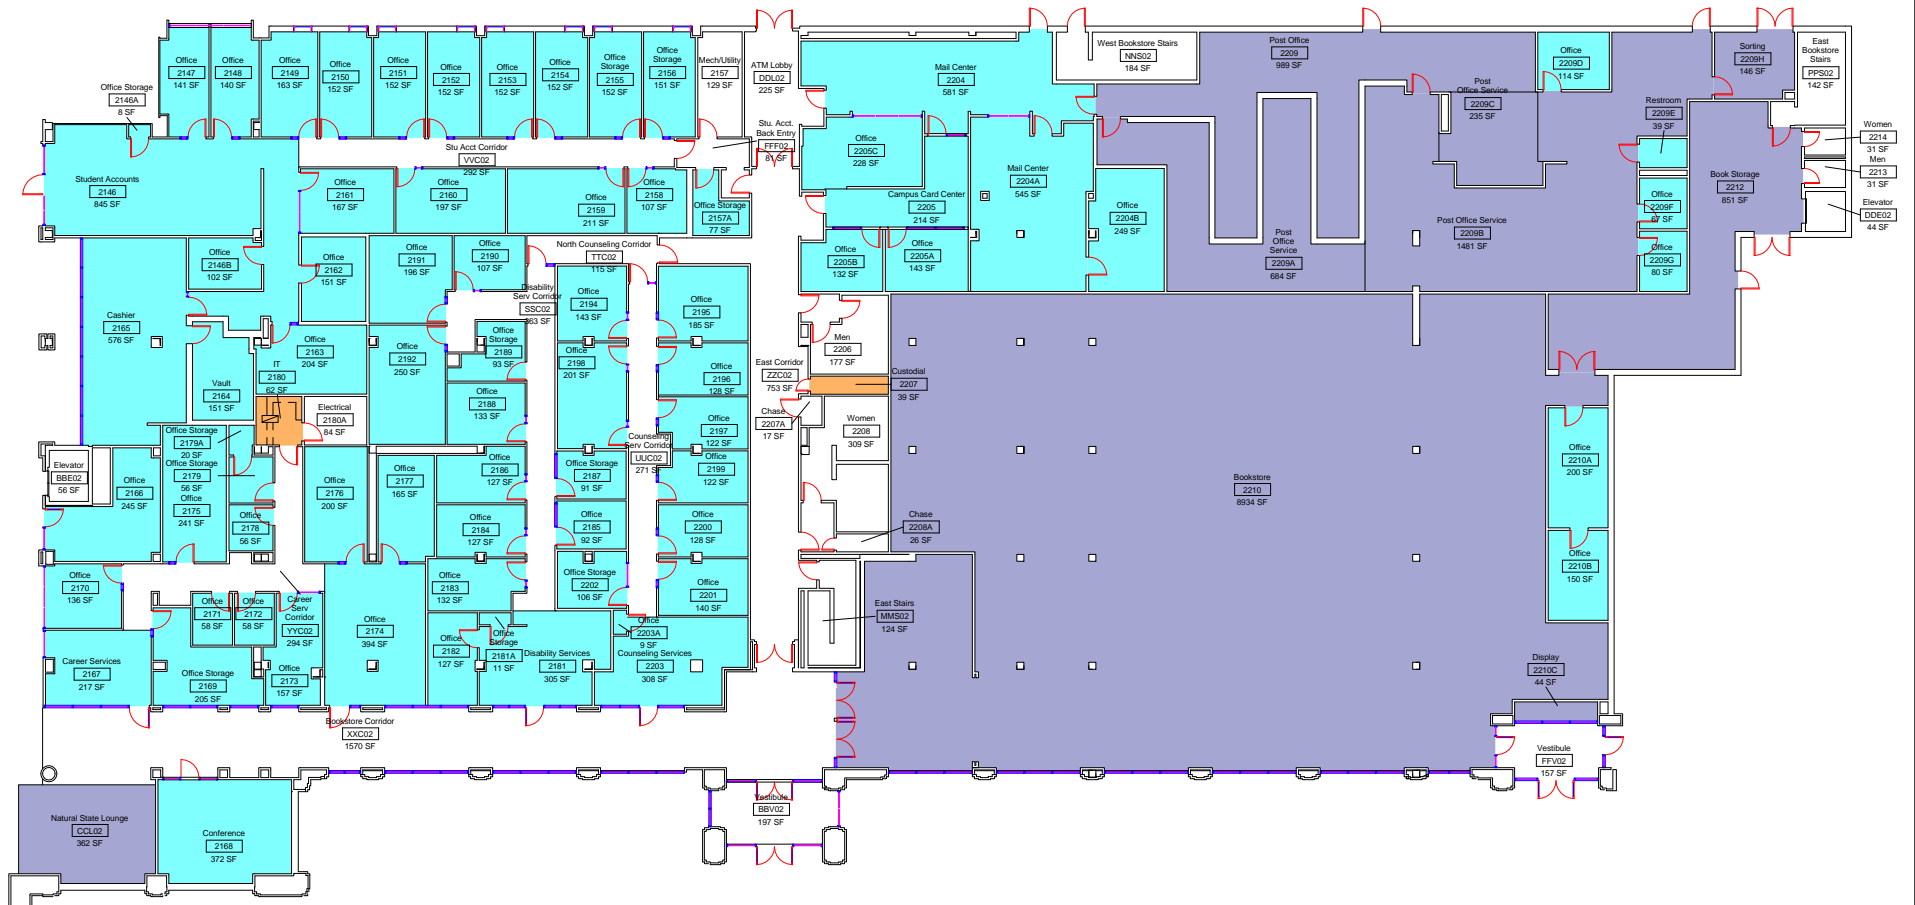 Office
2147
141 SF
Office
2148
140 SF
Office
2149
163 SF
Office
2150
152 SF
Office
2151
152 SF
Office
2152
152 SF
Office
2153
152 SF
Office
2154
152 SF
Office
Storage
2155
152 SF
Office
Storage
2156
151 SF
Mech/Utility
2157
129 SF
ATM Lobby
DDL02
225 SF
Office Storage
2146A
8 SF
Stu. Acct.
Back Entry
FFF02
81 SF
Stu Acct Corridor
VVC02
292 SF
Student Accounts
2146
845 SF
Office
2161
167 SF
Office
2160
197 SF
Office
2159
211 SF
Office
2158
107 SF
Office Storage
2157A
77 SF
Mail Center
2204
581 SF
West Bookstore Stairs
NNS02
184 SF
Post Office
2209
989 SF
Office
2209D
114 SF
Sorting
2209H
146 SF
East
Bookstore
Stairs
PPS02
142 SF
Post
Office Service
2209C
235 SF
Restroom
2209E
39 SF
Women
2214
31 SF
Men
2213
31 SF
Elevator
DDE02
44 SF
Book Storage
2212
851 SF
Office
2205C
228 SF
Campus Card Center
2205
214 SF
Mail Center
2204A
545 SF
Office
2204B
249 SF
Office
2205B
132 SF
Office
2205A
143 SF
Post
Office
Service
2209A
684 SF
Post Office Service
2209B
1481 SF
Office
2209F
67 SF
Office
2209G
80 SF
Office
2146B
102 SF
Office
2162
151 SF
Office
2191
196 SF
Office
2190
107 SF
North Counseling Corridor
TTC02
115 SF
Disability
Serv Corridor
SSC02
363 SF
Office
2194
143 SF
Office
2195
185 SF
Cashier
2165
576 SF
Office
2163
204 SF
Office
2192
250 SF
Office
Storage
2189
93 SF
Office
2198
201 SF
Office
2196
128 SF
IT
2180
62 SF
Vault
2164
151 SF
Electrical
2180A
84 SF
Office
2188
133 SF
Office
2197
122 SF
Men
2206
177 SF
East Corridor
ZZC02
753 SF
Custodial
2207
39 SF
Chase
2207A
17 SF
Women
2208
309 SF
Office Storage
2179A
20 SF
Office Storage
2179
56 SF
Office
2175
241 SF
Elevator
BBE02
56 SF
Office
2166
245 SF
Office
2178
56 SF
Office
2176
200 SF
Office
2177
165 SF
Office
2186
127 SF
Office Storage
2187
91 SF
Counseling
Serv Corridor
UUC02
271 SF
Office
2199
122 SF
Office
2184
127 SF
Office
2185
92 SF
Office
2200
128 SF
Chase
2208A
26 SF
Bookstore
2210
8934 SF
Office
2210A
200 SF
Office
2210B
150 SF
Office
2170
136 SF
Office
2171
58 SF
Office
2172
58 SF
Career
Serv
Corridor
YYC02
294 SF
Office
2174
394 SF
Office
2183
132 SF
Office Storage
2202
106 SF
Office
2201
140 SF
East Stairs
MMS02
124 SF
Career Services
2167
217 SF
Office Storage
2169
205 SF
Office
2173
157 SF
Office
2182
127 SF
Office
Storage
2181A
11 SF
Disability Services
2181
305 SF
Office
2203A
9 SF
Counseling Services
2203
308 SF
Display
2210C
44 SF
Bookstore Corridor
XXC02
1570 SF
Vestibule
FFV02
157 SF
Vestibule
BBV02
197 SF
Natural State Lounge
CCL02
362 SF
Conference
2168
372 SF